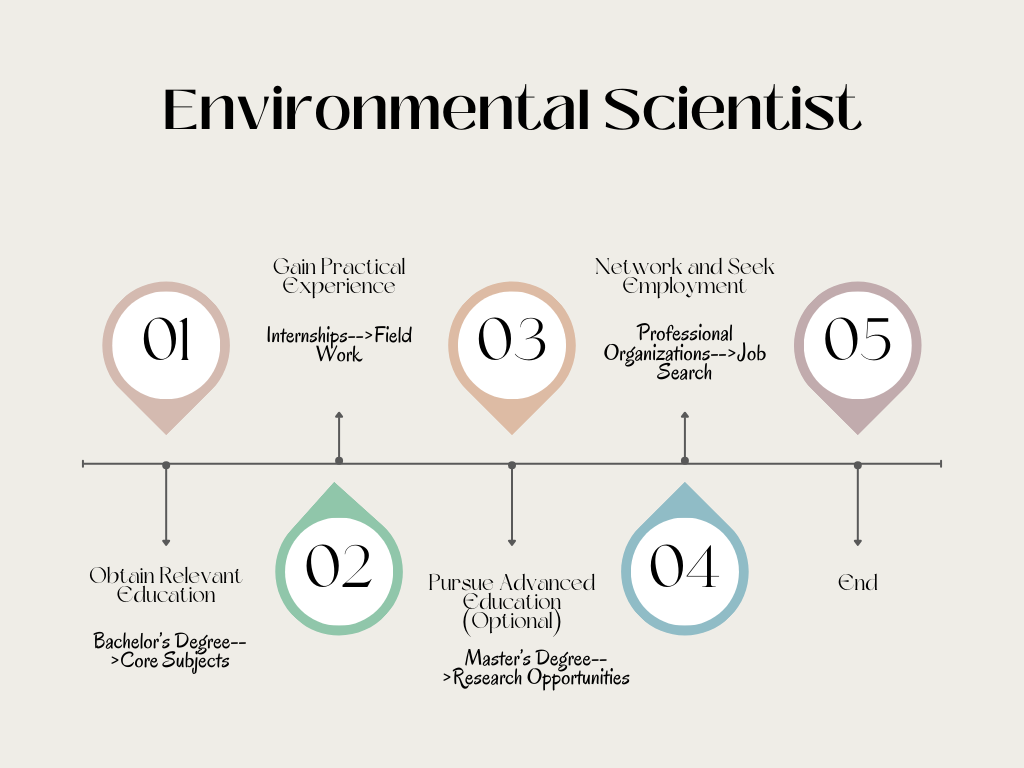 Environmental Scientist
01
Obtain Relevant
Education
Bachelor's Degree--
>Core Subjects
Gain Practical
Experience
Internships-->Field
Work
02
03
Pursue Advanced
Education
(Optional)
Master's Degree--
>Research Opportunities
Network and Seek
Employment
Professional
Organizations-->Job
Search
04
05
End